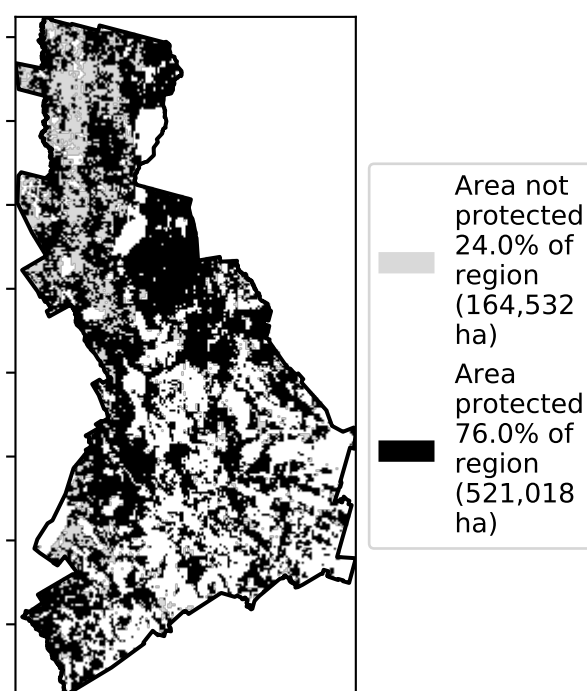 Area not
protected
24.0% of
region
(164,532
ha)
Area
protected
76.0% of
region
(521,018
ha)